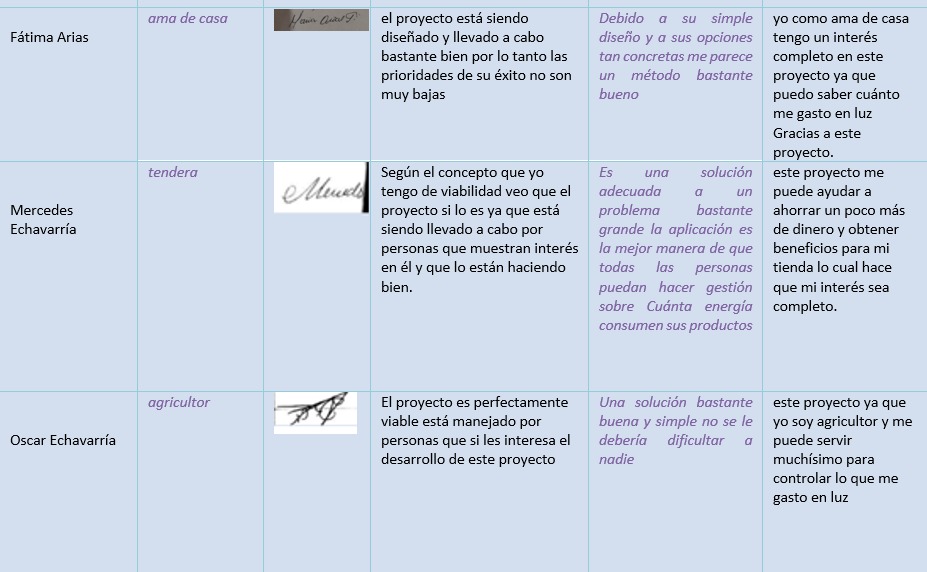 Fátima Arias
ama de casa
el proyecto está siendo
diseñado y llevado a cabo
bastante bien por lo tanto las
prioridades de su éxito no son
muy bajas
Debido a su simple
diseño y a sus opciones
tan concretas me parece
un método bastante
bueno
yo como ama de casa
tengo un interés
completo en este
proyecto ya que
puedo saber cuánto
me gasto en luz
Gracias a este
proyecto.
Mercedes
Echavarría
tendera
Según el concepto que yo
tengo de viabilidad veo que el
proyecto si lo es ya que está
siendo llevado a cabo por
personas que muestran interés
en él y que lo están haciendo
bien.
Es una solución
adecuada a un
problema bastante
grande la aplicación es
la mejor manera de que
todas las personas
puedan hacer gestión
sobre Cuánta energía
consumen sus productos
este proyecto me
puede ayudar a
ahorrar un poco más
de dinero y obtener
beneficios para mi
tienda lo cual hace
que mi interés sea
completo.
Oscar Echavarría
agricultor
El proyecto es perfectamente
viable está manejado por
personas que si les interesa el
desarrollo de este proyecto
Una solución bastante
buena y simple no se le
debería dificultar a
nadie
este proyecto ya que
yo soy agricultor y me
puede servir
muchísimo para
controlar lo que me
gasto en luz